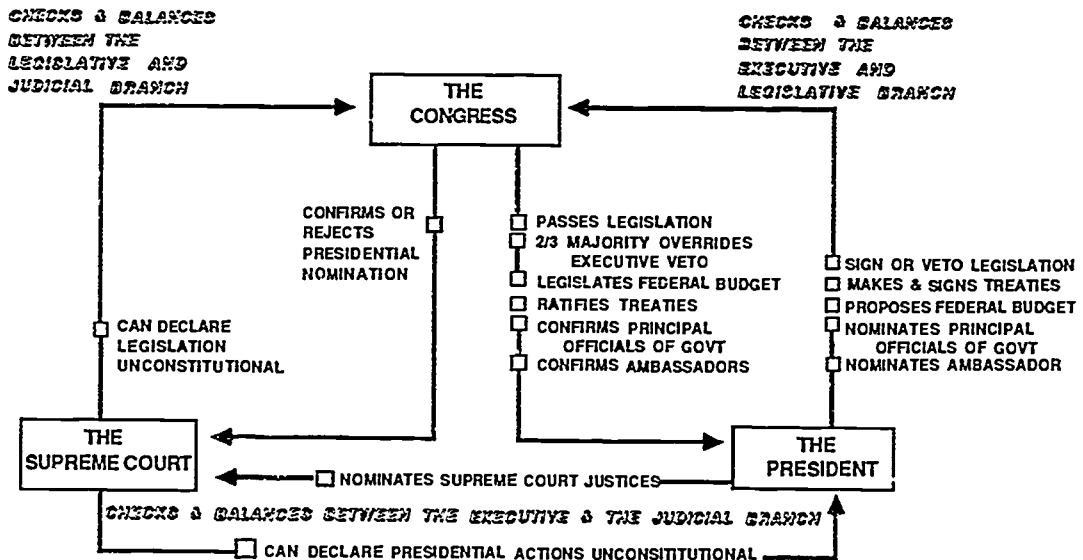 CHECKS & BALANCES
BETWEEN THE
LEGISLATIVE AND
JUDICIAL BRANCH
CHECKS & BALANCES
BETWEEN THE
EXECUTIVE AND
LEGISLATIVE BRANCH
THE
CONGRESS
CONFIRMS OR
REJECTS
PRESIDENTIAL
NOMINATION
PASSES LEGISLATION
2/3 MAJORITY OVERRIDES
EXECUTIVE VETO
LEGISLATES FEDERAL BUDGET
RATIFIES TREATIES
CONFIRMS PRINCIPAL
OFFICIALS OF GOVT
CONFIRMS AMBASSADORS
SIGN OR VETO LEGISLATION
MAKES & SIGNS TREATIES
PROPOSES FEDERAL BUDGET
NOMINATES PRINCIPAL
OFFICIALS OF GOVT
NOMINATES AMBASSADOR
CAN DECLARE
LEGISLATION
UNCONSTITUTIONAL
THE
SUPREME COURT
THE
PRESIDENT
NOMINATES SUPREME COURT JUSTICES
CHECKS & BALANCES BETWEEN THE EXECUTIVE & THE JUDICIAL BRANCH
CAN DECLARE PRESIDENTIAL ACTIONS UNCONSITITUTIONAL